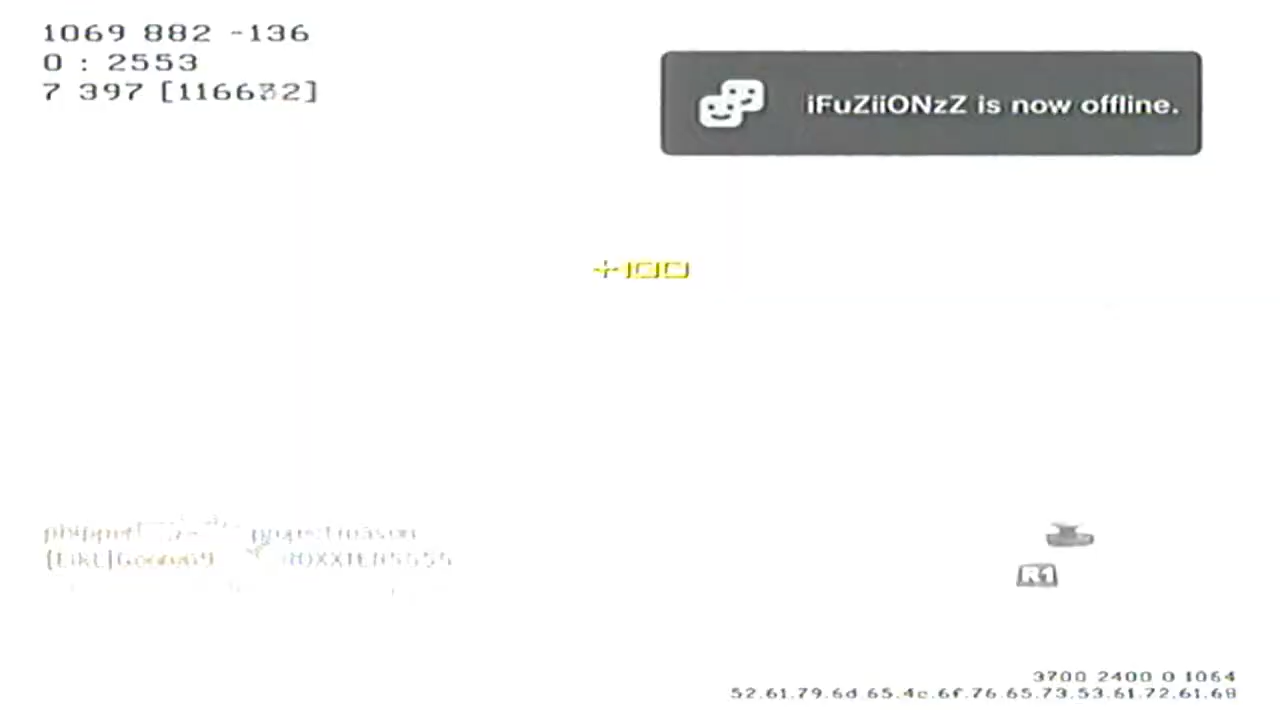 1069 882 -136
0 : 2553
7 397 [116632]
iFuZiiONzZ is now offline.
+100
R1
3700 2400 0 1064
52.61.79.6d 65.4c.6f.76.65.73.53.61.72.61.68